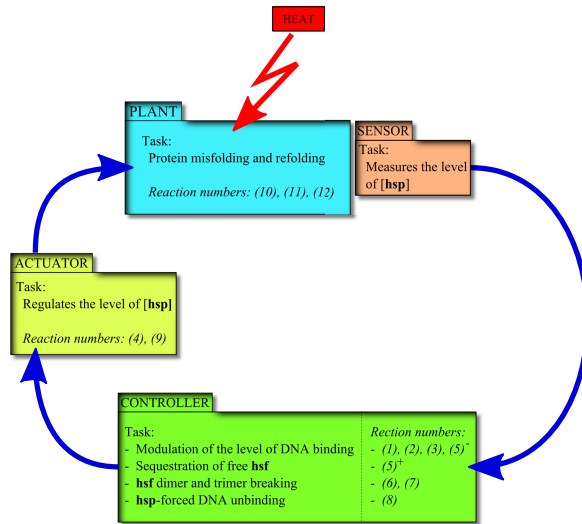 HEAT
PLANT
Task:
Protein misfolding and refolding
Reaction numbers: (10), (11), (12)
SENSOR
Task:
Measures the level
of [hsp]
ACTUATOR
Task:
Regulates the level of [hsp]
Reaction numbers: (4), (9)
CONTROLLER
Task:
- Modulation of the level of DNA binding
- Sequestration of free hsf
- hsf dimer and trimer breaking
- hsp-forced DNA unbinding
Rection numbers:
- (1), (2), (3), (5)⁻
- (5)⁺
- (6), (7)
- (8)